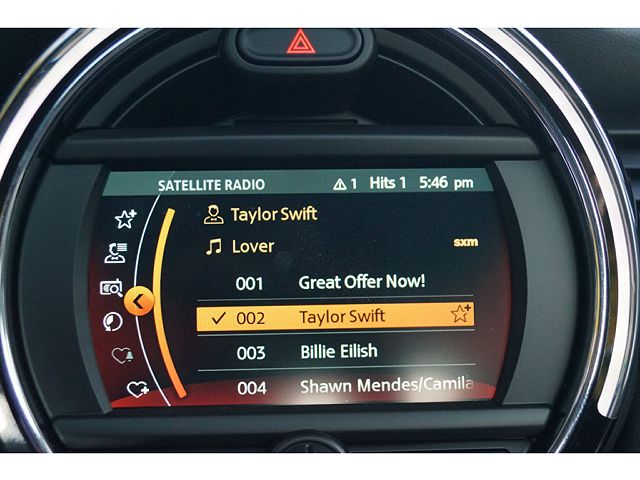 SATELLITE RADIO 1 Hits 1 5:46 pm
Taylor Swift
Lover sxm
001 Great Offer Now!
002 Taylor Swift
003 Billie Eilish
004 Shawn Mendes/Camila